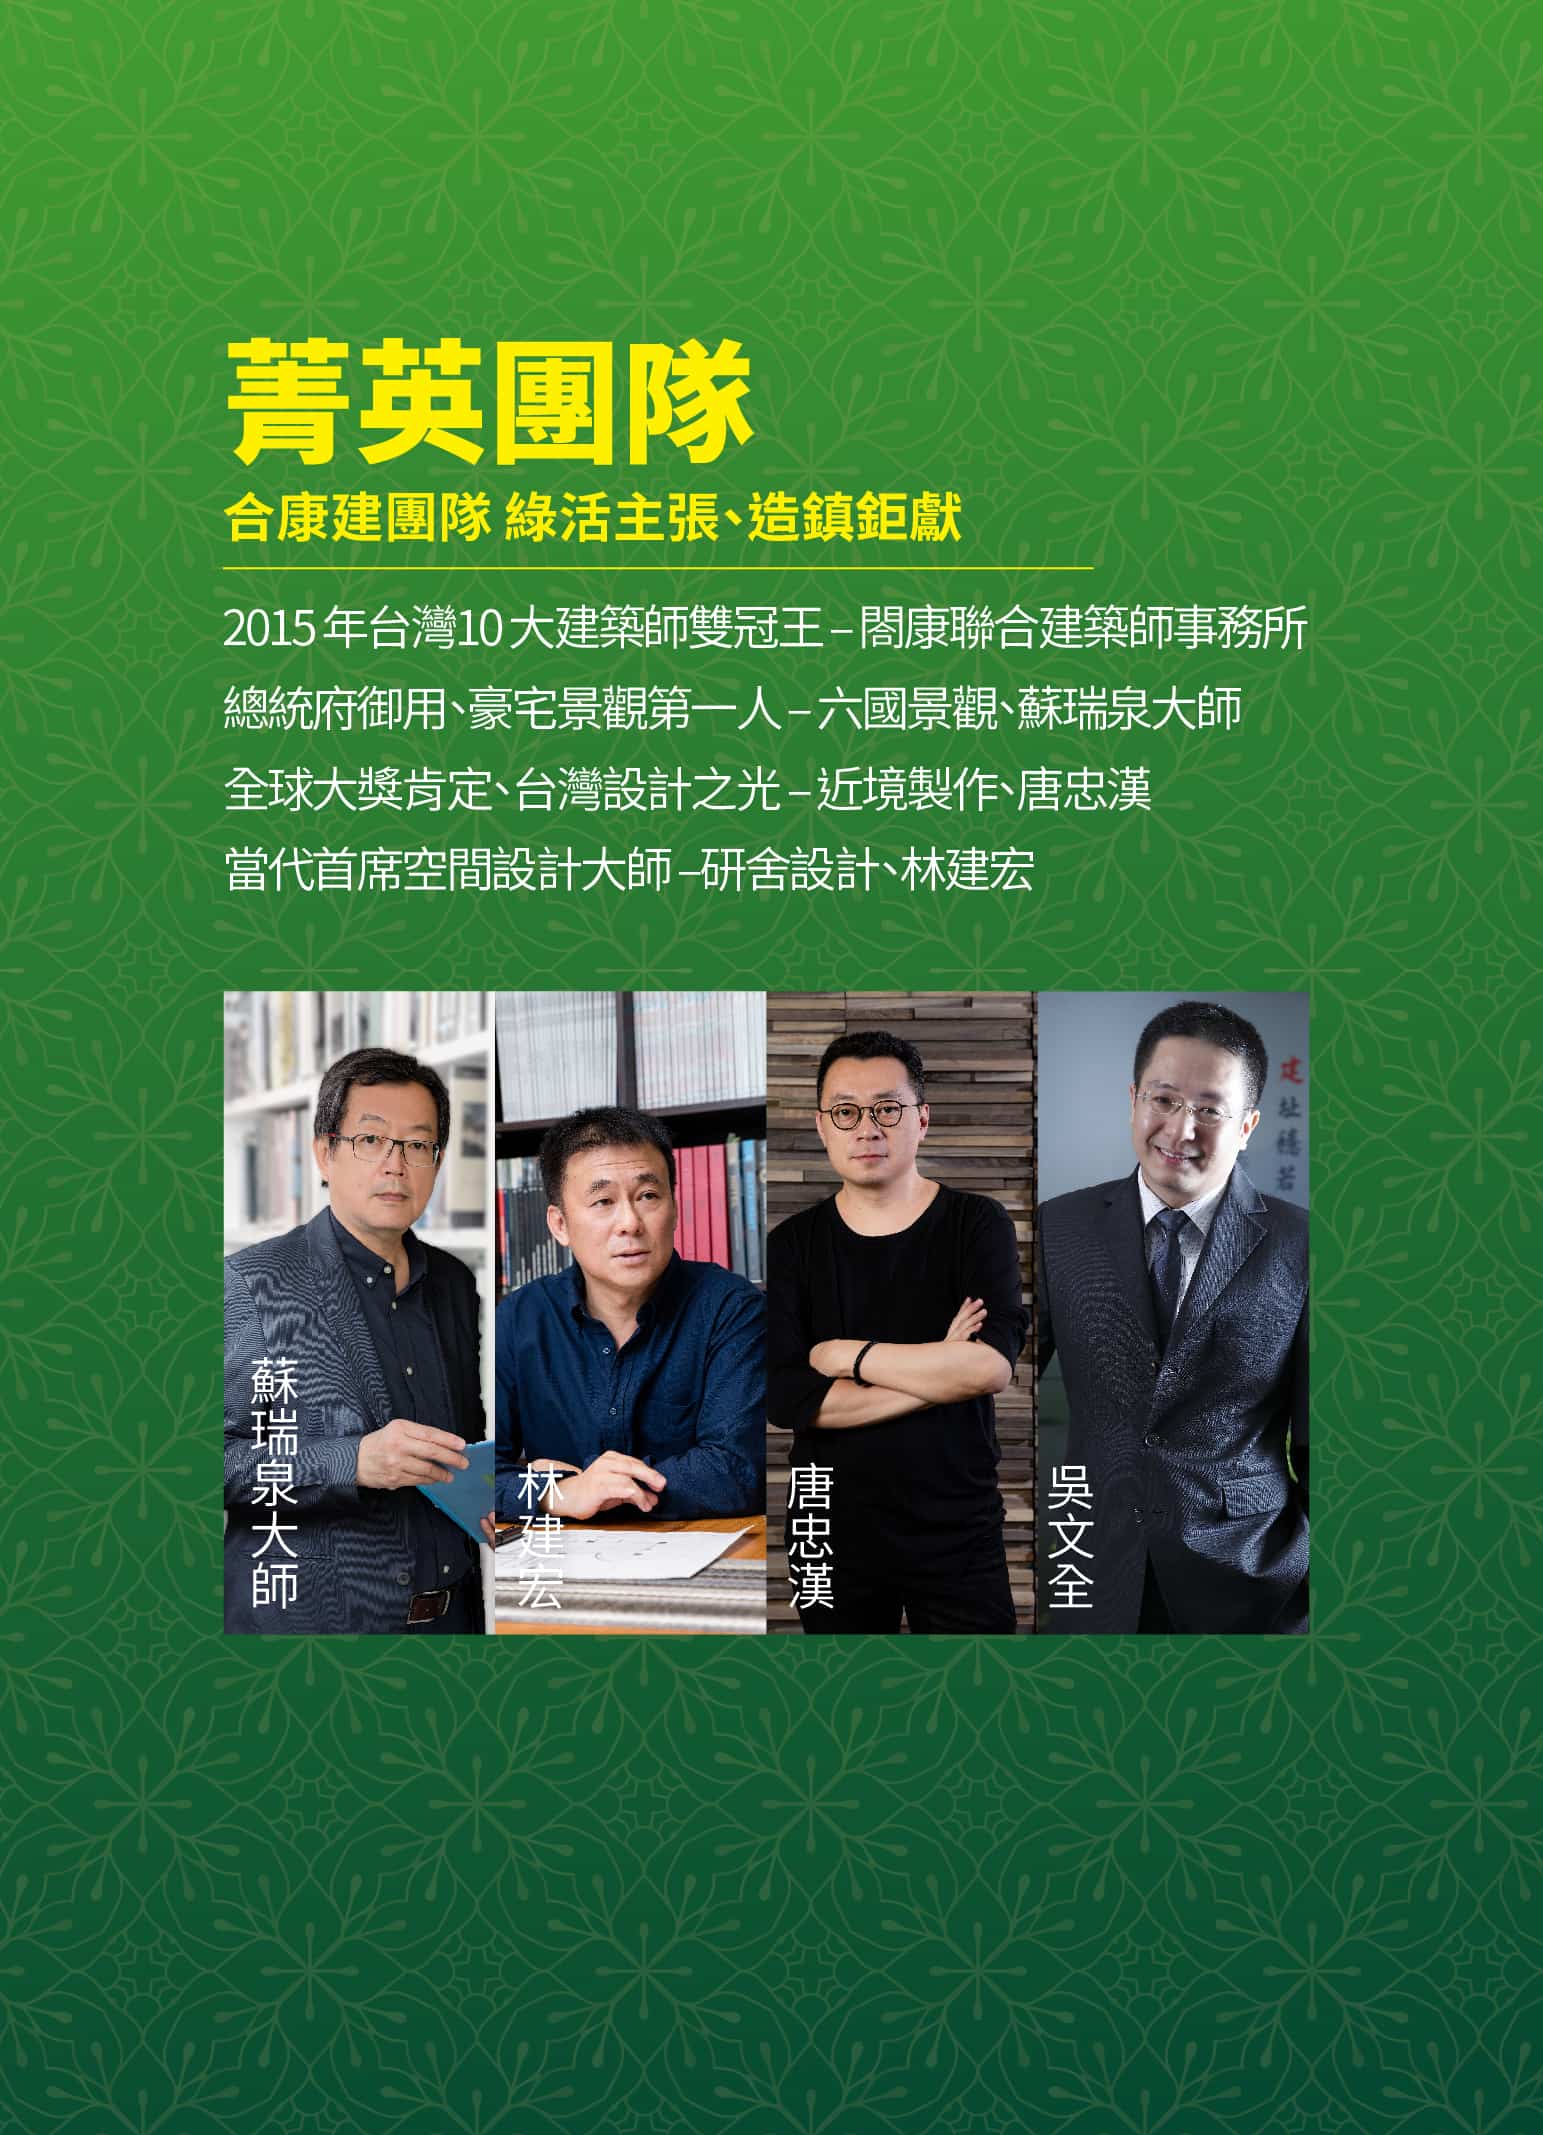 菁英團隊
合康建團隊 綠活主張、造鎮鉅獻
2015年台灣10大建築師雙冠王–閤康聯合建築師事務所
總統府御用、豪宅景觀第一人–六國景觀、蘇瑞泉大師
全球大獎肯定、台灣設計之光–近境製作、唐忠漢
當代首席空間設計大師–研舍設計、林建宏
蘇瑞泉大師
林建宏
唐忠漢
吳文全
建
址
德
若